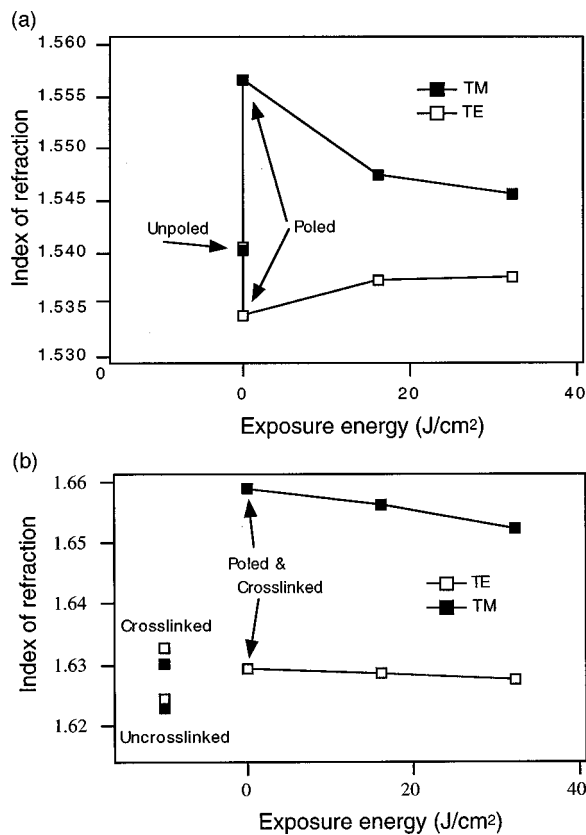 (a)
Index of refraction
1.560
1.555
1.550
1.545
1.540
1.535
1.530
TM
TE
Unpoled
Poled
0
0
20
40
Exposure energy (J/cm²)
(b)
Index of refraction
1.66
1.65
1.64
1.63
1.62
Poled &
Crosslinked
TE
TM
Crosslinked
Uncrosslinked
0
20
40
Exposure energy (J/cm²)